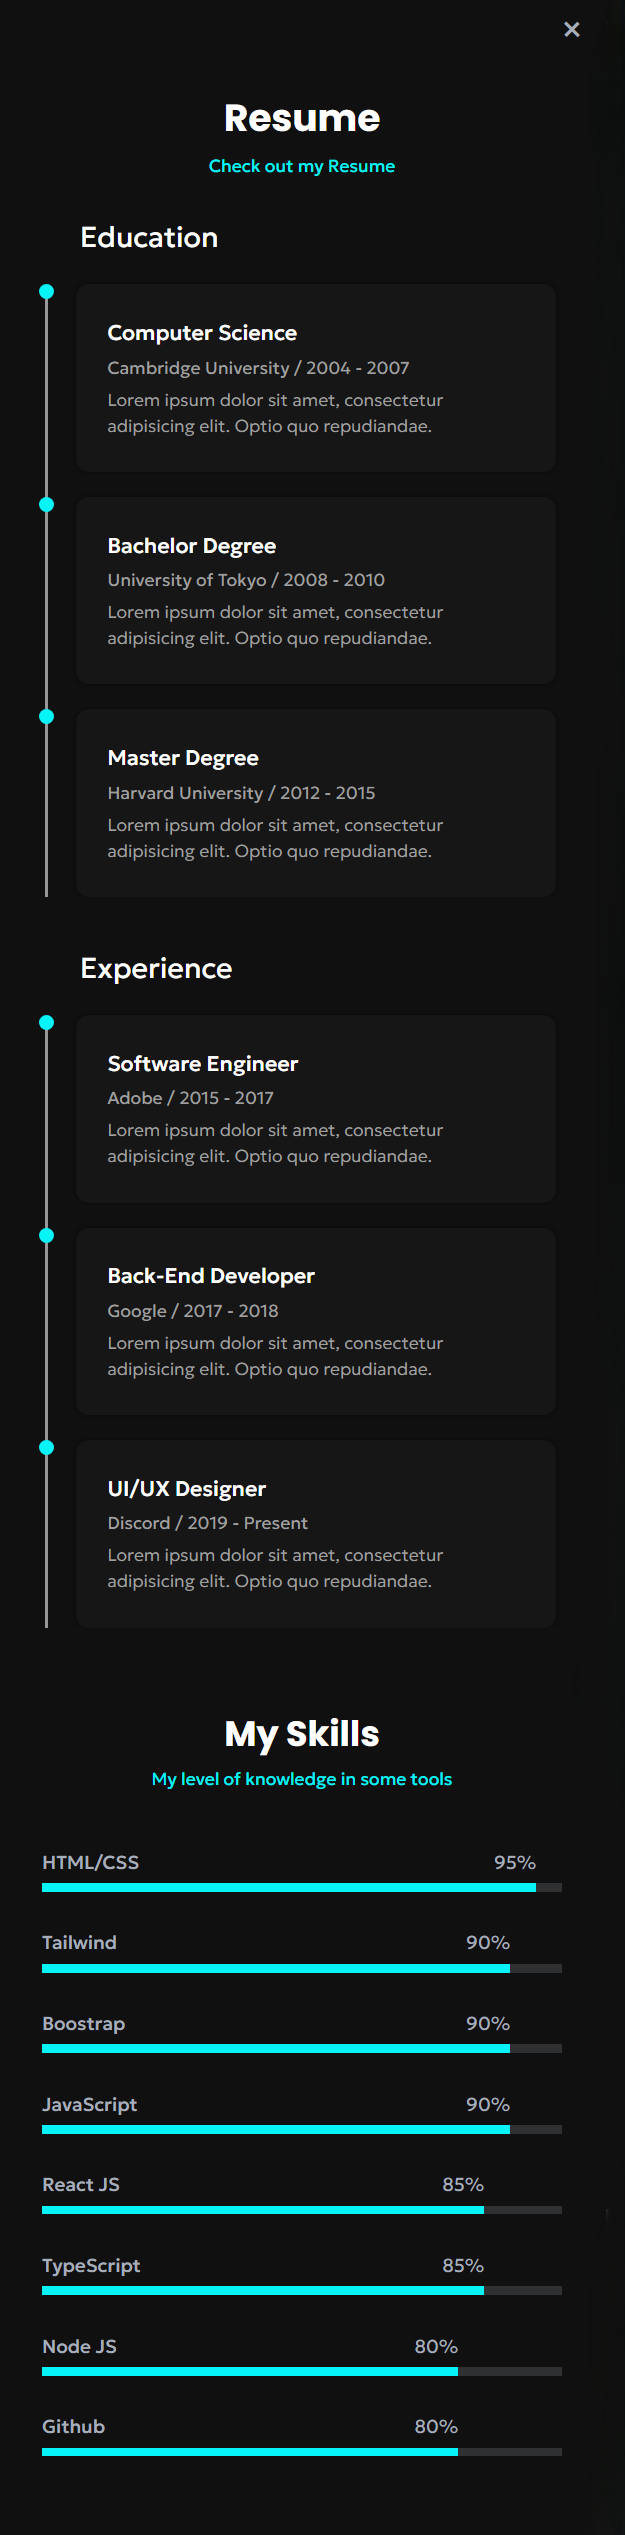 Resume
Check out my Resume
Education
Computer Science
Cambridge University / 2004 - 2007
Lorem ipsum dolor sit amet, consectetur
adipisicing elit. Optio quo repudiandae.
Bachelor Degree
University of Tokyo / 2008 - 2010
Lorem ipsum dolor sit amet, consectetur
adipisicing elit. Optio quo repudiandae.
Master Degree
Harvard University / 2012 - 2015
Lorem ipsum dolor sit amet, consectetur
adipisicing elit. Optio quo repudiandae.
Experience
Software Engineer
Adobe / 2015 - 2017
Lorem ipsum dolor sit amet, consectetur
adipisicing elit. Optio quo repudiandae.
Back-End Developer
Google / 2017 - 2018
Lorem ipsum dolor sit amet, consectetur
adipisicing elit. Optio quo repudiandae.
UI/UX Designer
Discord / 2019 - Present
Lorem ipsum dolor sit amet, consectetur
adipisicing elit. Optio quo repudiandae.
My Skills
My level of knowledge in some tools
HTML/CSS 95%
Tailwind 90%
Boostrap 90%
JavaScript 90%
React JS 85%
TypeScript 85%
Node JS 80%
Github 80%